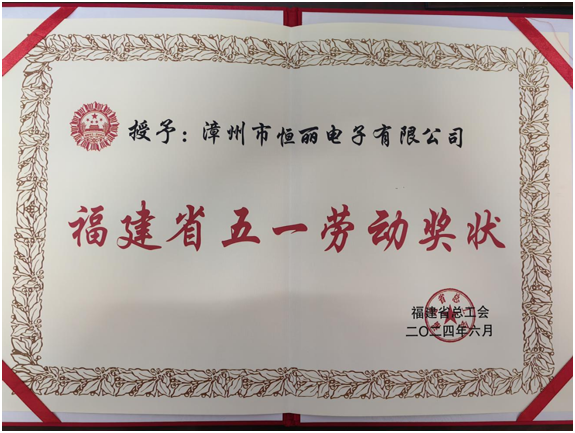 授予：漳州市恒丽电子有限公司
福建省五一劳动奖状
福建省总工会
二〇二四年六月